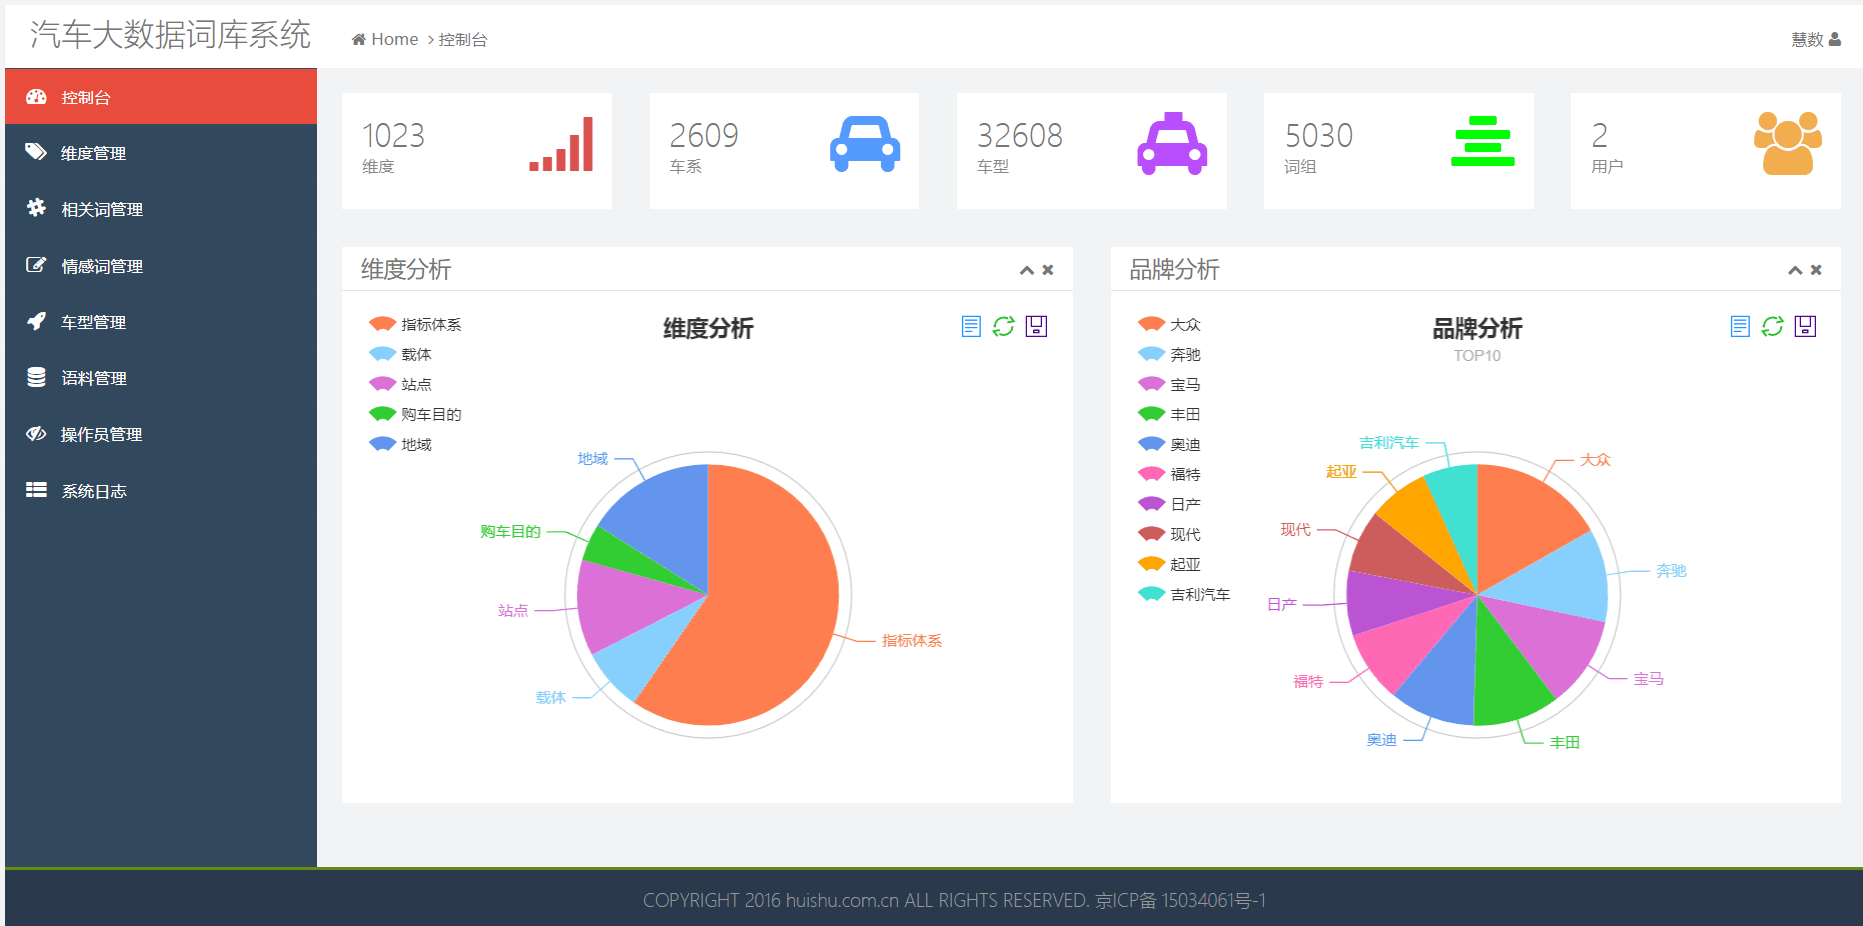 汽车大数据词库系统
Home
控制台
慧数
控制台
维度管理
相关词管理
情感词管理
车型管理
语料管理
操作员管理
系统日志
1023
维度
2609
车系
32608
车型
5030
词组
2
用户
维度分析
维度分析
指标体系
载体
站点
购车目的
地域
地域
购车目的
站点
载体
指标体系
品牌分析
品牌分析
TOP10
大众
奔驰
宝马
丰田
奥迪
福特
日产
现代
起亚
吉利汽车
吉利汽车
大众
起亚
现代
奔驰
日产
福特
宝马
奥迪
丰田
COPYRIGHT 2016 huishu.com.cn ALL RIGHTS RESERVED. 京ICP备 15034061号-1